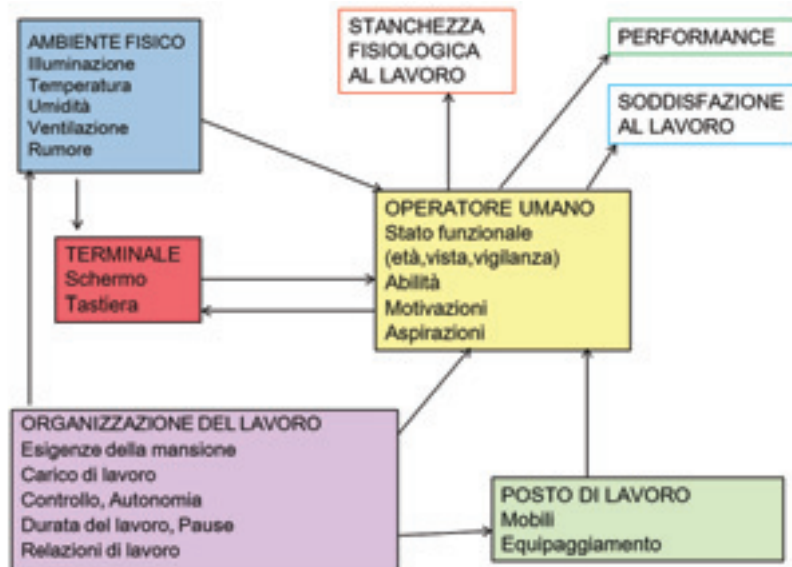 AMBIENTE FISICO
Illuminazione
Temperatura
Umidità
Ventilazione
Rumore
STANCHEZZA
FISIOLOGICA
AL LAVORO
PERFORMANCE
SODDISFAZIONE
AL LAVORO
OPERATORE UMANO
Stato funzionale
(età,vista,vigilanza)
Abilità
Motivazioni
Aspirazioni
TERMINALE
Schermo
Tastiera
ORGANIZZAZIONE DEL LAVORO
Esigenze della mansione
Carico di lavoro
Controllo, Autonomia
Durata del lavoro, Pause
Relazioni di lavoro
POSTO DI LAVORO
Mobili
Equipaggiamento